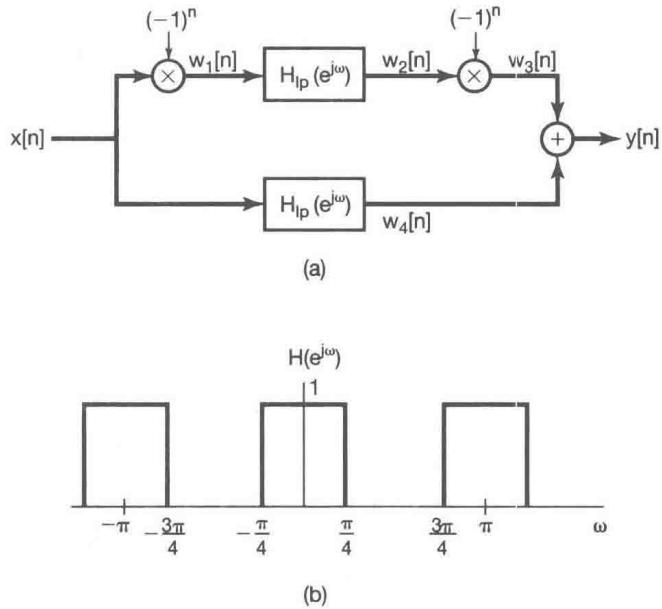 (−1)ⁿ (−1)ⁿ
w₁[n] H_lp(e^jω) w₂[n] w₃[n]
× ×
x[n] + y[n]
H_lp(e^jω)
w₄[n]
(a)
H(e^jω)
1
−π −3π/4 −π/4 π/4 3π/4 π ω
(b)